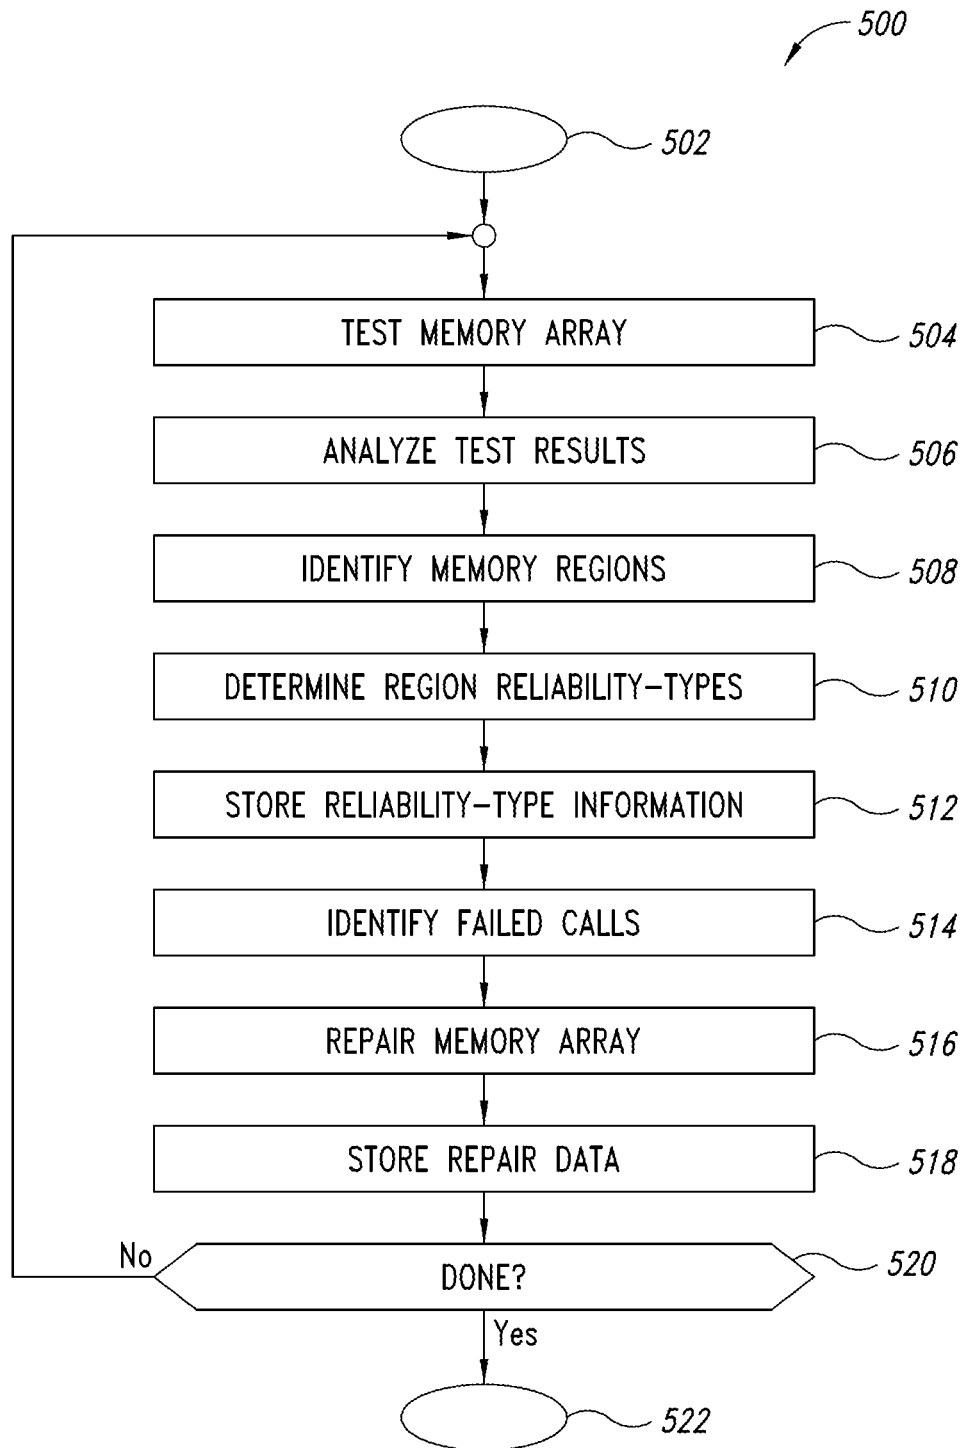 500
502
TEST MEMORY ARRAY
504
ANALYZE TEST RESULTS
506
IDENTIFY MEMORY REGIONS
508
DETERMINE REGION RELIABILITY-TYPES
510
STORE RELIABILITY-TYPE INFORMATION
512
IDENTIFY FAILED CALLS
514
REPAIR MEMORY ARRAY
516
STORE REPAIR DATA
518
No
DONE?
520
Yes
522